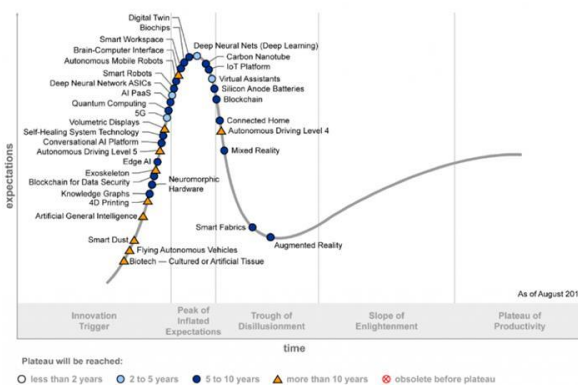 Digital Twin
Biochips
Smart Workspace
Brain-Computer Interface
Autonomous Mobile Robots
Smart Robots
Deep Neural Network ASICs
AI PaaS
Quantum Computing
5G
Volumetric Displays
Self-Healing System Technology
Conversational AI Platform
Autonomous Driving Level 5
Edge AI
Exoskeleton
Blockchain for Data Security
Neuromorphic
Hardware
Knowledge Graphs
4D Printing
Artificial General Intelligence
Smart Dust
Flying Autonomous Vehicles
Biotech — Cultured or Artificial Tissue
Deep Neural Nets (Deep Learning)
Carbon Nanotube
IoT Platform
Virtual Assistants
Silicon Anode Batteries
Blockchain
Connected Home
Autonomous Driving Level 4
Mixed Reality
Smart Fabrics
Augmented Reality
expectations
As of August 201
Innovation
Trigger
Peak of
Inflated
Expectations
Trough of
Disillusionment
Slope of
Enlightenment
Plateau of
Productivity
time
Plateau will be reached:
less than 2 years
2 to 5 years
5 to 10 years
more than 10 years
obsolete before plateau